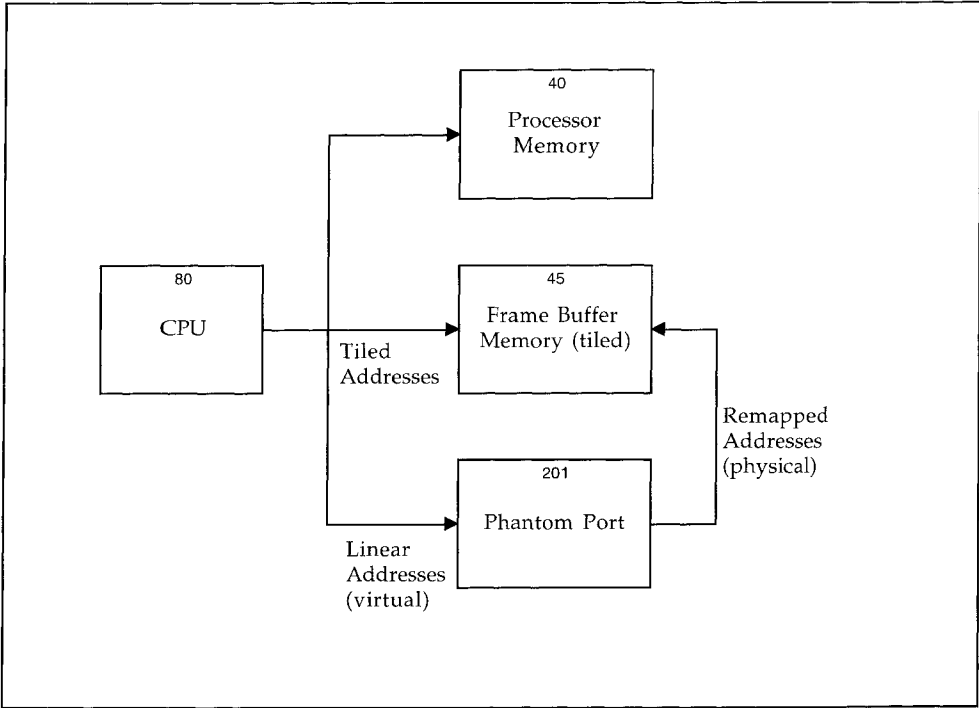 40
Processor
Memory
80
CPU
45
Frame Buffer
Memory (tiled)
Tiled
Addresses
Remapped
Addresses
(physical)
201
Phantom Port
Linear
Addresses
(virtual)